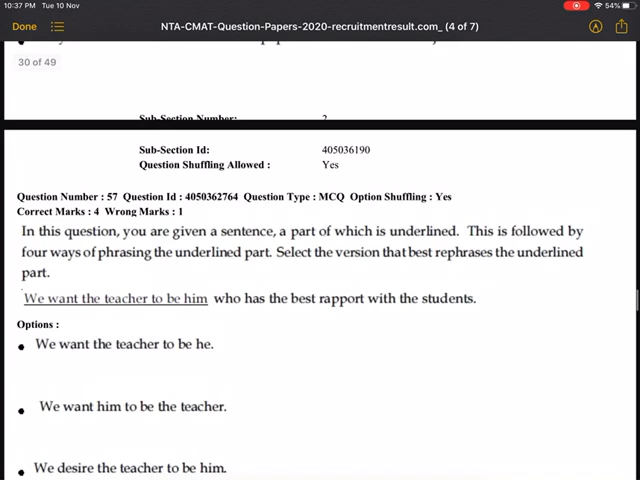 10:37 PM Tue 10 Nov 54%
Done NTA-CMAT-Question-Papers-2020-recruitmentresult.com_ (4 of 7)
30 of 49
Sub-Section Number: 2
Sub-Section Id: 405036190
Question Shuffling Allowed : Yes
Question Number : 57 Question Id : 4050362764 Question Type : MCQ Option Shuffling : Yes
Correct Marks : 4 Wrong Marks : 1
In this question, you are given a sentence, a part of which is underlined. This is followed by
four ways of phrasing the underlined part. Select the version that best rephrases the underlined
part.
We want the teacher to be him who has the best rapport with the students.
Options :
We want the teacher to be he.
We want him to be the teacher.
We desire the teacher to be him.